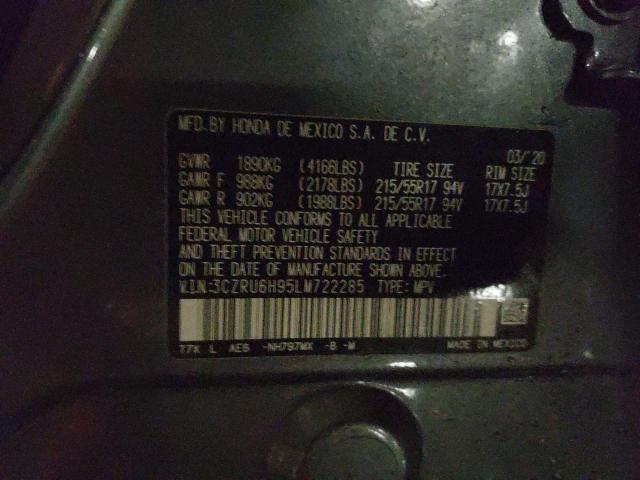 MFD. BY HONDA DE MEXICO S.A. DE C.V.
03/'20
GVWR 1890KG (4166LBS) TIRE SIZE RIM SIZE
GAWR F 988KG (2178LBS) 215/55R17 94V 17X7.5J
GAWR R 902KG (1988LBS) 215/55R17 94V 17X7.5J
THIS VEHICLE CONFORMS TO ALL APPLICABLE
FEDERAL MOTOR VEHICLE SAFETY
AND THEFT PREVENTION STANDARDS IN EFFECT
ON THE DATE OF MANUFACTURE SHOWN ABOVE.
V.I.N:3CZRU6H95LM722285 TYPE: MPV
T7X L AE6 -NH797MX -B -M MADE IN MEXICO